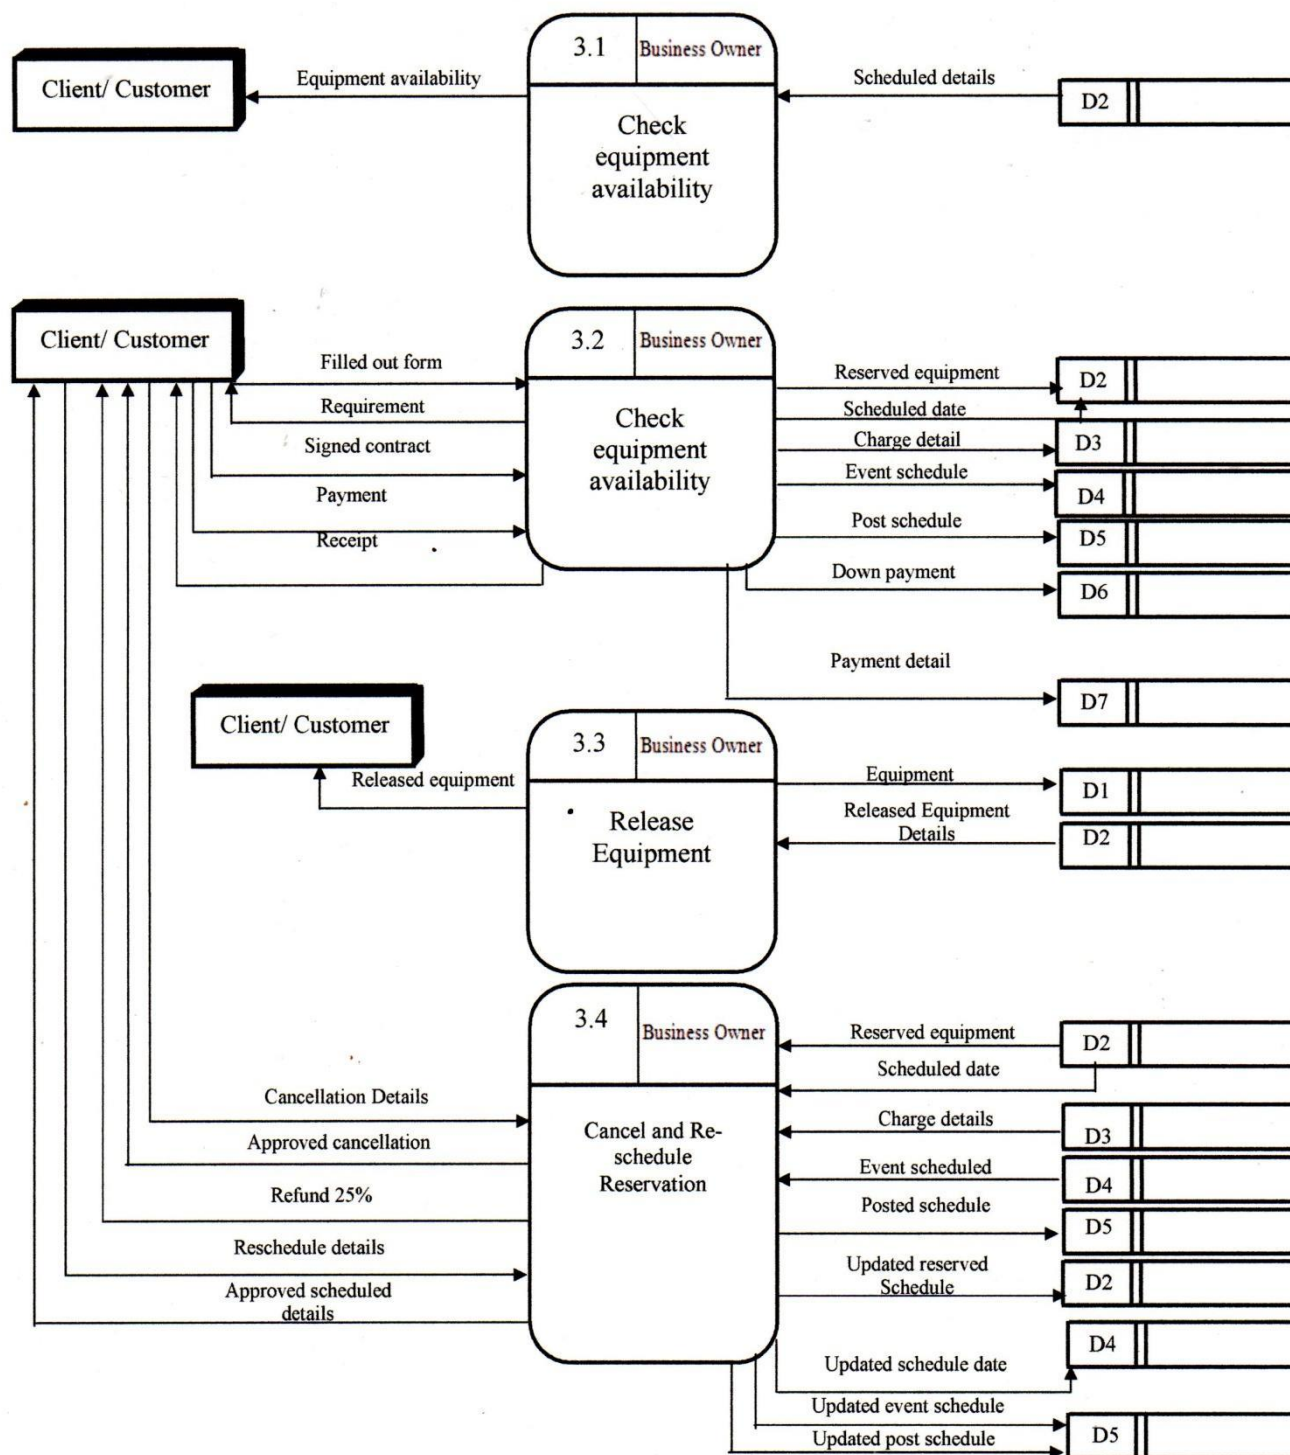 3.1
Business Owner
Client/ Customer
Equipment availability
Scheduled details
D2
Check
equipment
availability
Client/ Customer
3.2
Business Owner
Filled out form
Requirement
Signed contract
Payment
Receipt
Check
equipment
availability
Reserved equipment
D2
Scheduled date
Charge detail
D3
Event schedule
D4
Post schedule
D5
Down payment
D6
Payment detail
D7
Client/ Customer
Released equipment
3.3
Business Owner
Release
Equipment
Equipment
D1
Released Equipment
Details
D2
3.4
Business Owner
Cancel and Re-
schedule
Reservation
Cancellation Details
Approved cancellation
Refund 25%
Reschedule details
Approved scheduled
details
Reserved equipment
D2
Scheduled date
Charge details
D3
Event scheduled
D4
Posted schedule
D5
Updated reserved
Schedule
D2
Updated schedule date
D4
Updated event schedule
Updated post schedule
D5